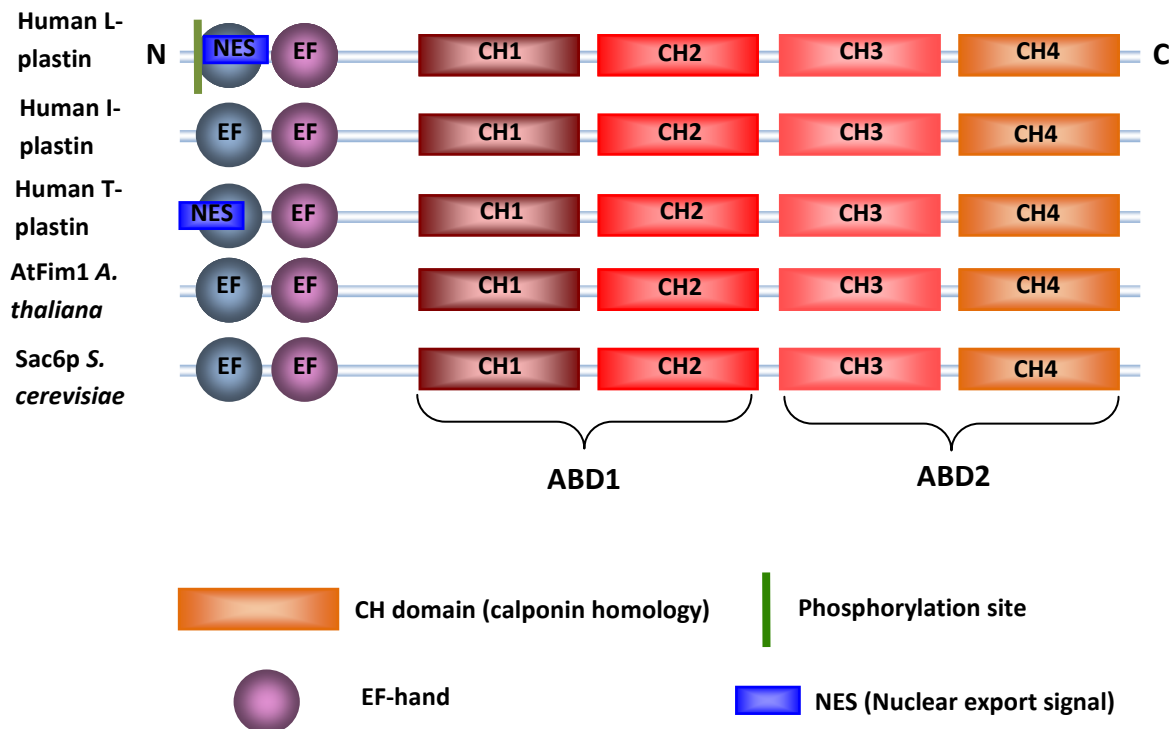 Human L-
plastin
N
NES
EF
CH1
CH2
CH3
CH4
C
Human I-
plastin
EF
EF
CH1
CH2
CH3
CH4
Human T-
plastin
NES
EF
CH1
CH2
CH3
CH4
AtFim1 A.
thaliana
EF
EF
CH1
CH2
CH3
CH4
Sac6p S.
cerevisiae
EF
EF
CH1
CH2
CH3
CH4
ABD1
ABD2
CH domain (calponin homology)
Phosphorylation site
EF-hand
NES (Nuclear export signal)